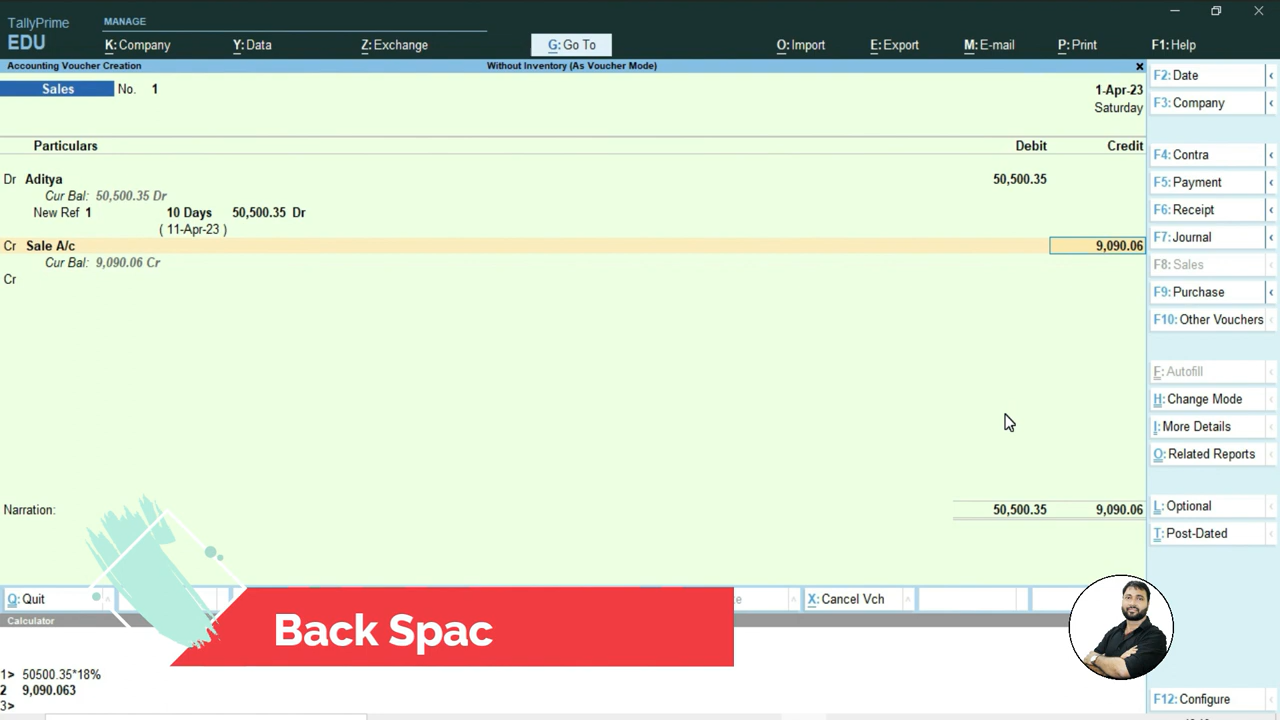 TallyPrime
EDU
MANAGE
K: Company
Y: Data
Z: Exchange
G: Go To
O: Import
E: Export
M: E-mail
P: Print
F1: Help
Accounting Voucher Creation
Without Inventory (As Voucher Mode)
×
Sales No. 1
1-Apr-23
Saturday
Particulars Debit Credit
Dr Aditya 50,500.35
Cur Bal: 50,500.35 Dr
New Ref 1 10 Days 50,500.35 Dr
( 11-Apr-23 )
Cr Sale A/c 9,090.06
Cur Bal: 9,090.06 Cr
Cr
Narration: 50,500.35 9,090.06
F2: Date
F3: Company
F4: Contra
F5: Payment
F6: Receipt
F7: Journal
F8: Sales
F9: Purchase
F10: Other Vouchers
E: Autofill
H: Change Mode
I: More Details
O: Related Reports
L: Optional
T: Post-Dated
F12: Configure
Q: Quit
X: Cancel Vch
Calculator
Back Spac
1> 50500.35*18%
2 9,090.063
3>